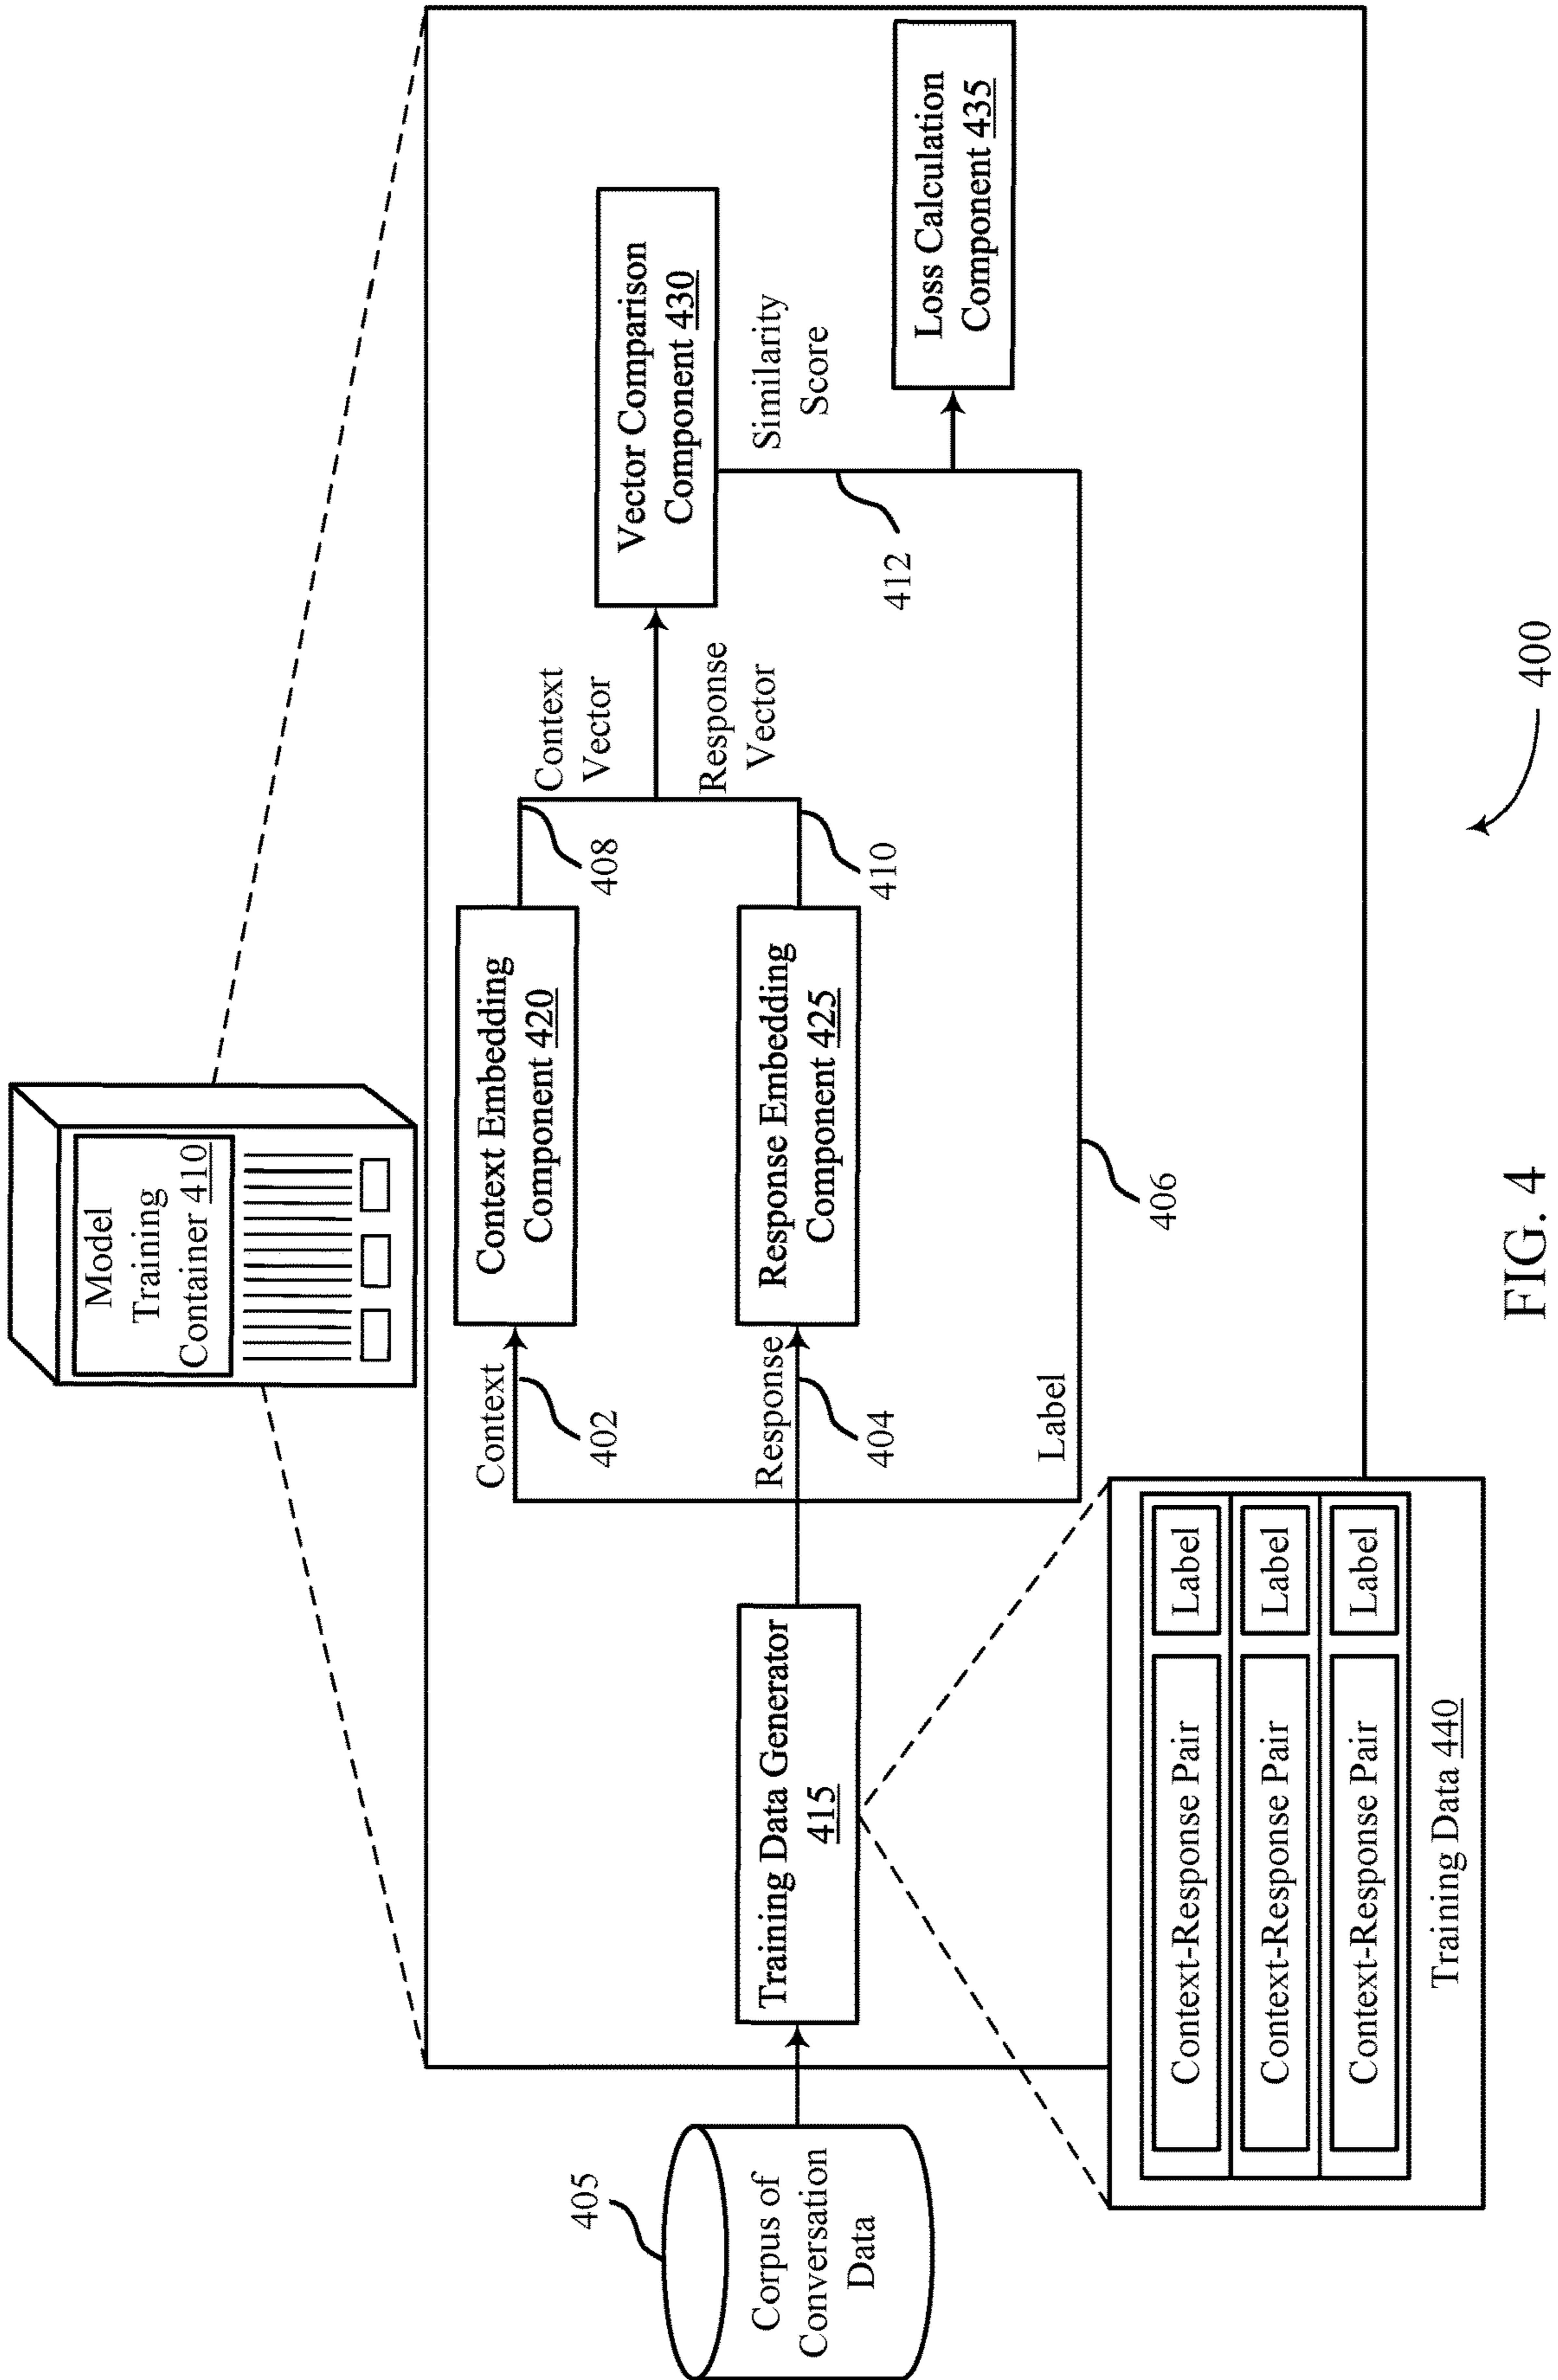 Model
Training
Container 410
405
Corpus of
Conversation
Data
Training Data Generator
415
Context
402
Response
404
Label
406
Context Embedding
Component 420
Response Embedding
Component 425
408
410
Context
Vector
Response
Vector
Vector Comparison
Component 430
Similarity
Score
412
Loss Calculation
Component 435
Context-Response Pair
Label
Context-Response Pair
Label
Context-Response Pair
Label
Training Data 440
400
FIG. 4